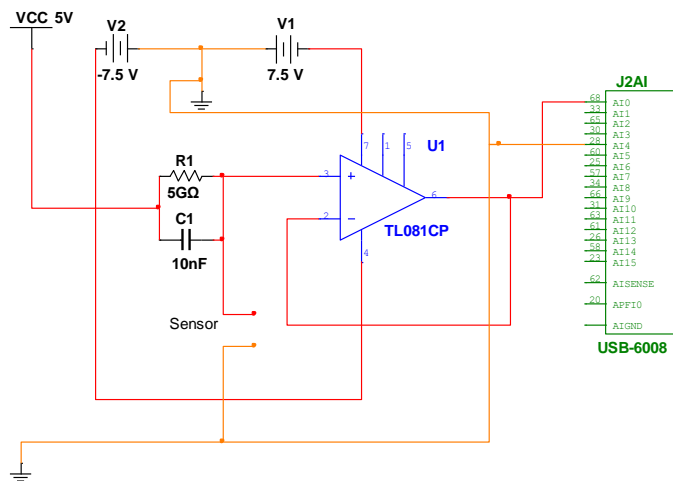 VCC 5V
V2
-7.5 V
V1
7.5 V
J2AI
68 AI0
33 AI1
65 AI2
30 AI3
28 AI4
60 AI5
25 AI6
57 AI7
34 AI8
66 AI9
31 AI10
63 AI11
61 AI12
26 AI13
58 AI14
23 AI15
62 AISENSE
20 APFI0
AIGND
USB-6008
U1
7 1 5
3
2
6
4
TL081CP
R1
5GΩ
C1
10nF
Sensor